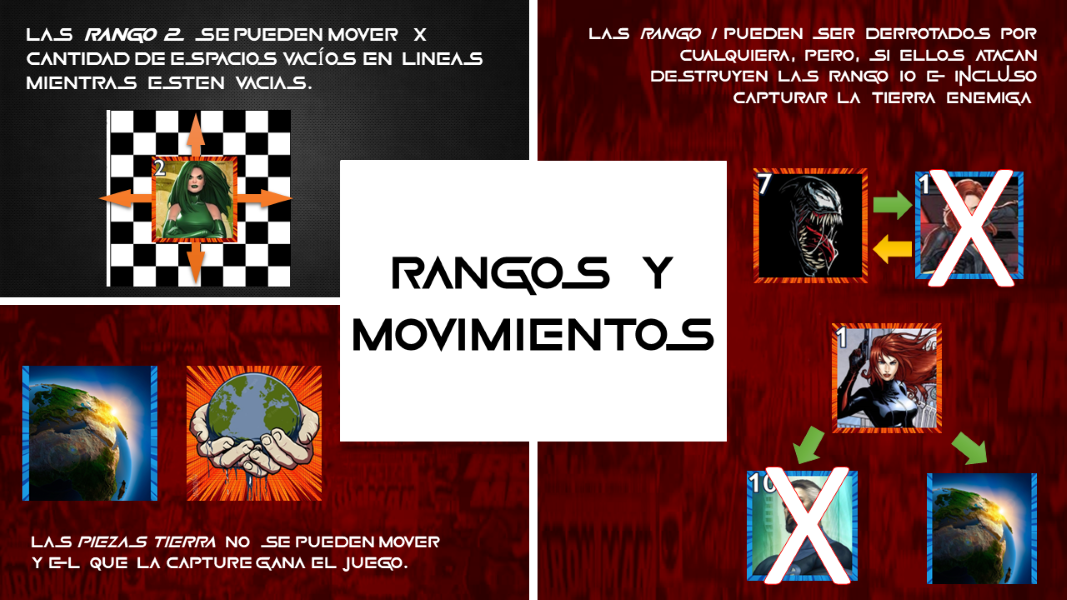 LAS RANGO 2 SE PUEDEN MOVER X
CANTIDAD DE ESPACIOS VACÍOS EN LINEAS
MIENTRAS ESTEN VACIAS.
2
LAS RANGO 1 PUEDEN SER DERROTADOS POR
CUALQUIERA, PERO, SI ELLOS ATACAN
DESTRUYEN LAS RANGO 10 E INCLUSO
CAPTURAR LA TIERRA ENEMIGA
7
1
X
RANGOS Y
MOVIMIENTOS
1
10
X
LAS PIEZAS TIERRA NO SE PUEDEN MOVER
Y EL QUE LA CAPTURE GANA EL JUEGO.